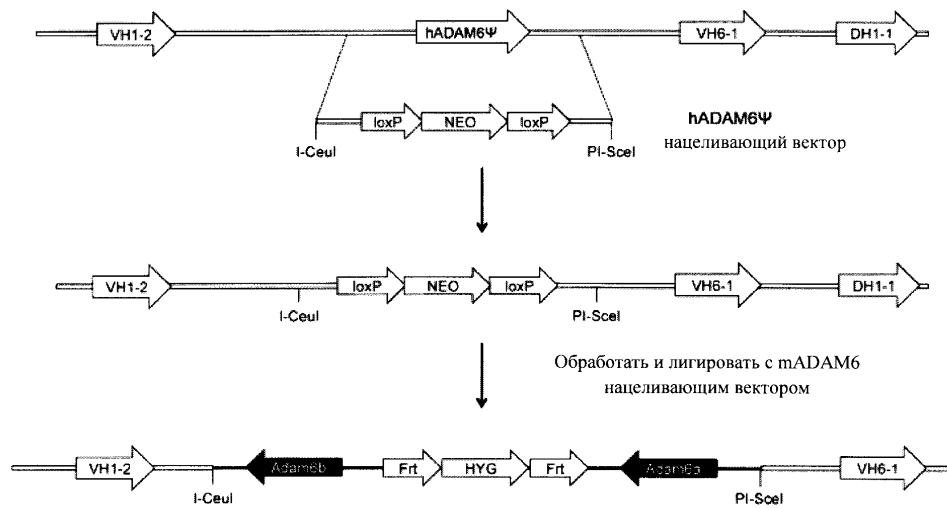 VH1-2 hADAM6Ψ VH6-1 DH1-1
loxP NEO loxP
hADAM6Ψ
I-CeuI PI-SceI
нацеливающий вектор
VH1-2 loxP NEO loxP VH6-1 DH1-1
I-CeuI PI-SceI
Обработать и лигировать с mADAM6
нацеливающим вектором
VH1-2 Adam6b Frt HYG Frt Adam6a VH6-1
I-CeuI PI-SceI